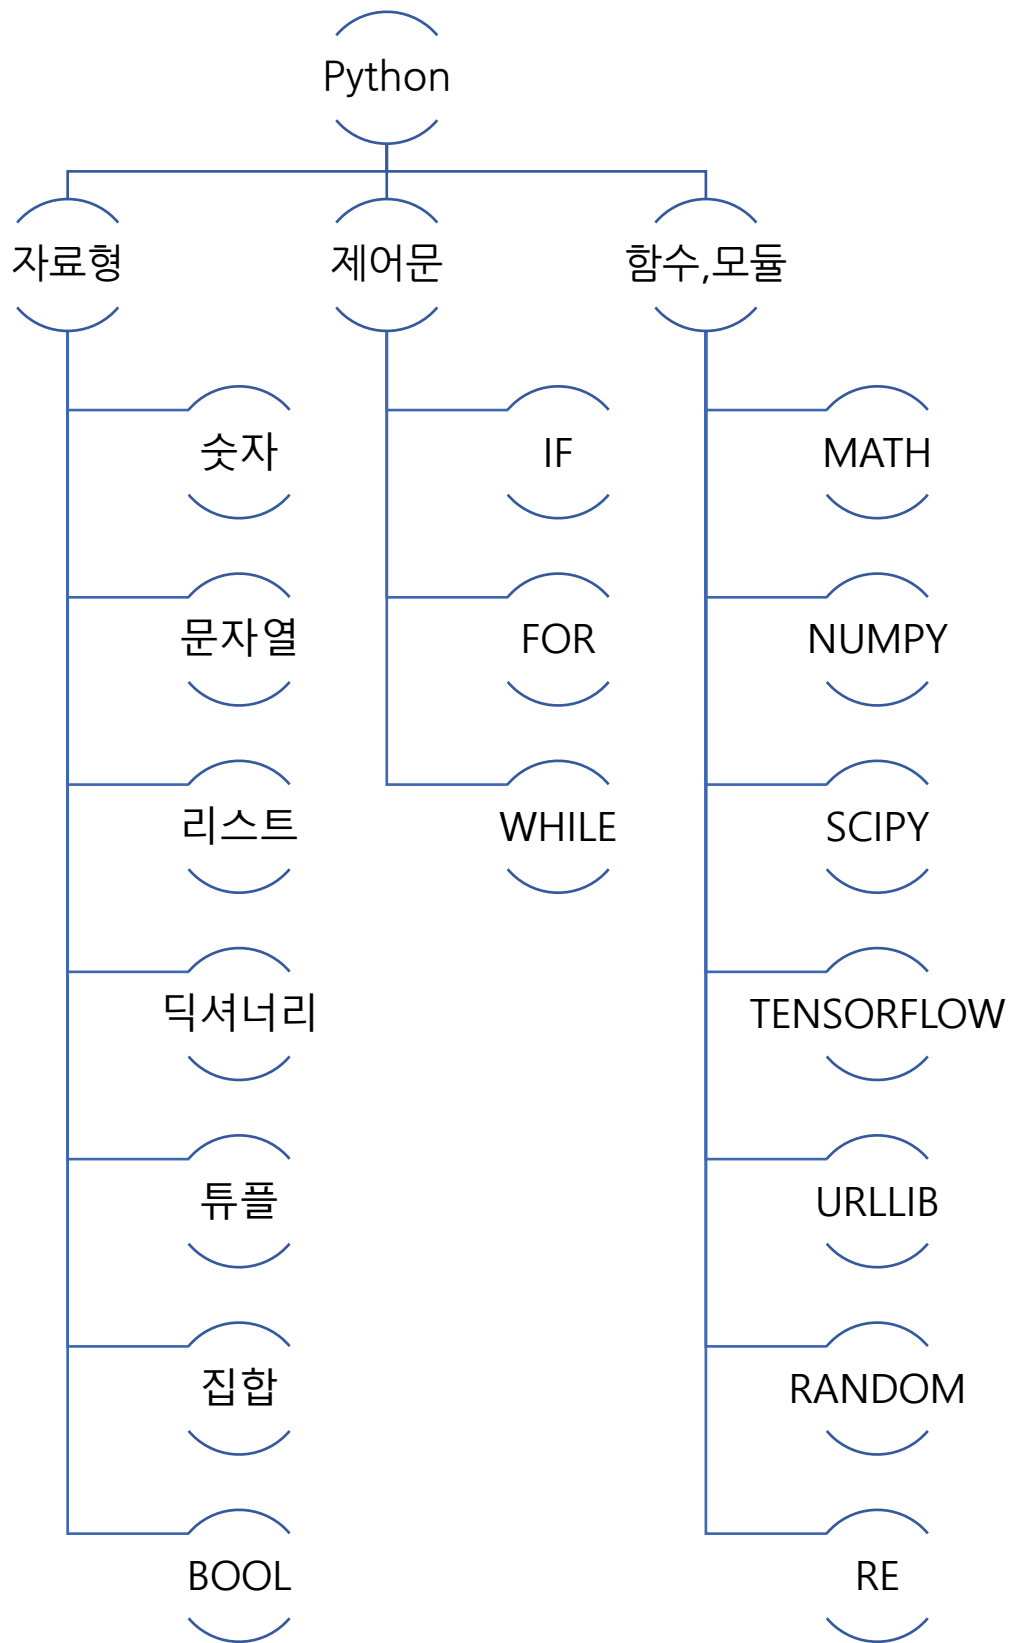 Python
자료형
제어문
함수,모듈
숫자
IF
MATH
문자열
FOR
NUMPY
리스트
WHILE
SCIPY
딕셔너리
TENSORFLOW
튜플
URLLIB
집합
RANDOM
BOOL
RE